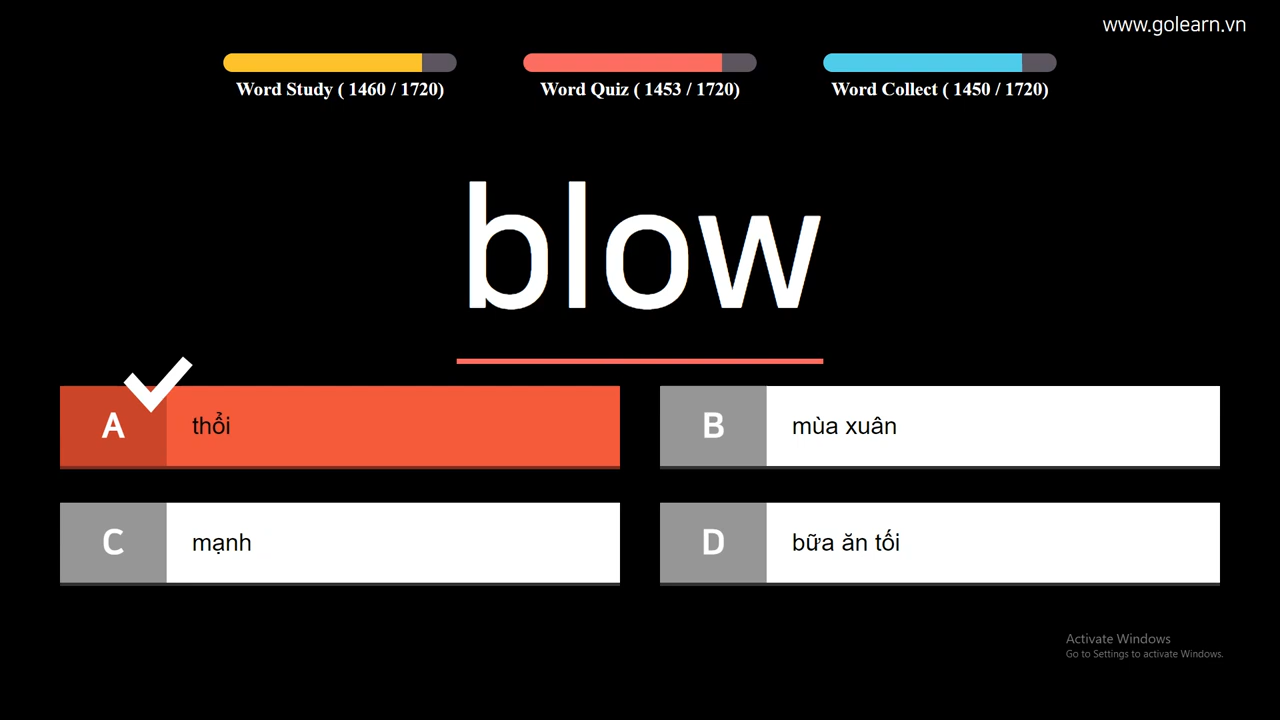 www.golearn.vn
Word Study ( 1460 / 1720)
Word Quiz ( 1453 / 1720)
Word Collect ( 1450 / 1720)
blow
A thổi
B mùa xuân
C mạnh
D bữa ăn tối
Activate Windows
Go to Settings to activate Windows.